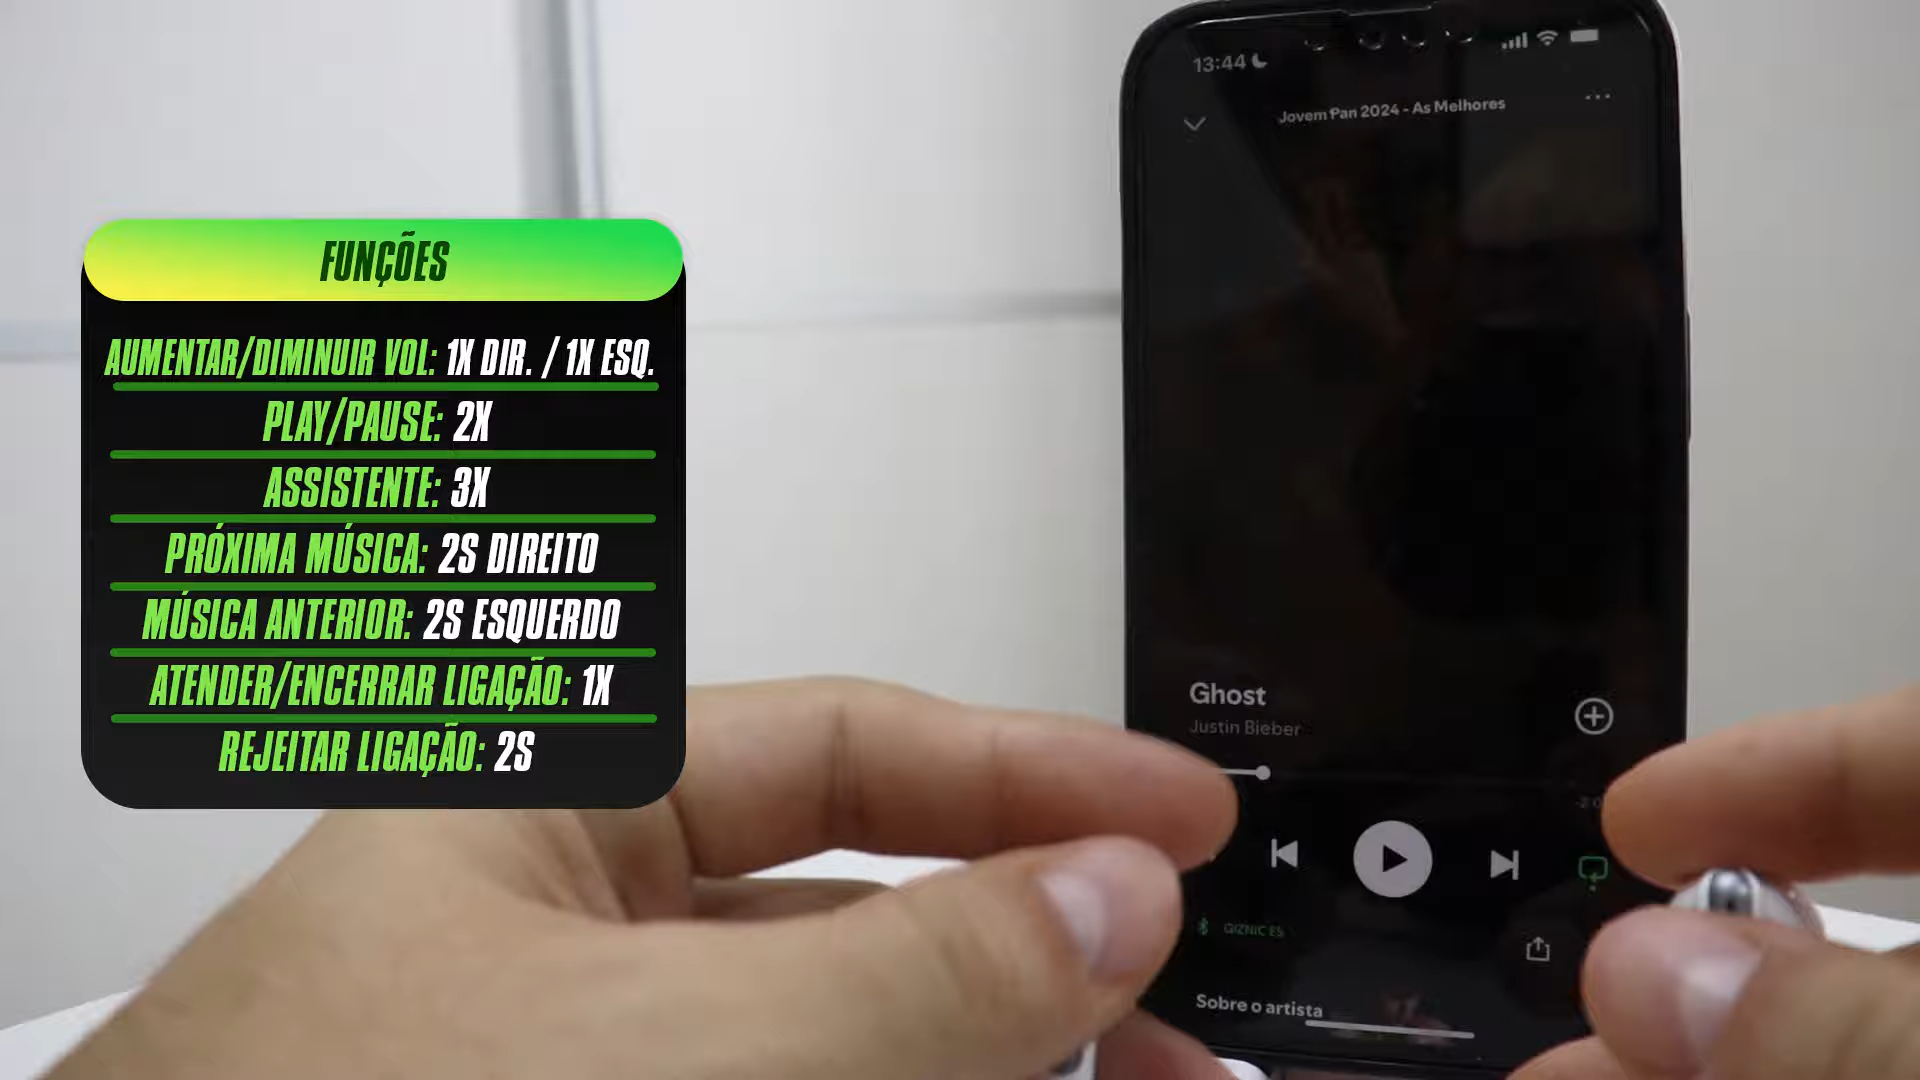 FUNÇÕES
AUMENTAR/DIMINUIR VOL: 1X DIR. / 1X ESQ.
PLAY/PAUSE: 2X
ASSISTENTE: 3X
PRÓXIMA MÚSICA: 2S DIREITO
MÚSICA ANTERIOR: 2S ESQUERDO
ATENDER/ENCERRAR LIGAÇÃO: 1X
REJEITAR LIGAÇÃO: 2S
13:44
Jovem Pan 2024 - As Melhores
Ghost
Justin Bieber
Sobre o artista